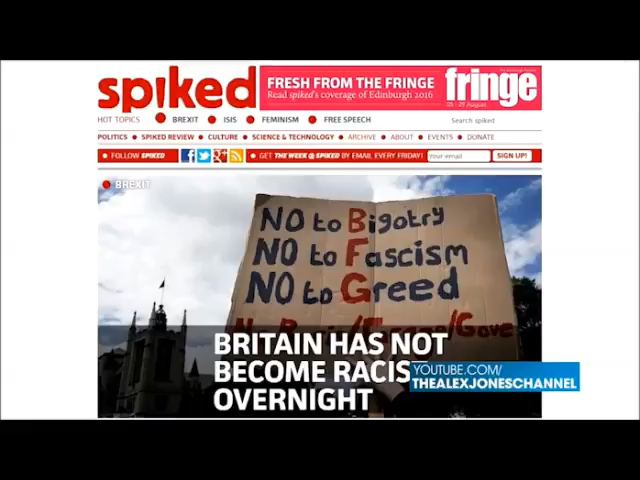 spiked
FRESH FROM THE FRINGE
Read spiked's coverage of Edinburgh 2016
fringe
August
HOT TOPICS BREXIT ISIS FEMINISM FREE SPEECH Search spiked
POLITICS SPIKED REVIEW CULTURE SCIENCE & TECHNOLOGY ARCHIVE ABOUT EVENTS DONATE
FOLLOW SPIKED GET THE WEEK @ SPIKED BY EMAIL EVERY FRIDAY! Your email SIGN UP!
BREXIT
NO to Bigotry
NO to Fascism
NO to Greed
BRITAIN HAS NOT
BECOME RACIS
OVERNIGHT
YOUTUBE.COM/
THEALEXJONESCHANNEL